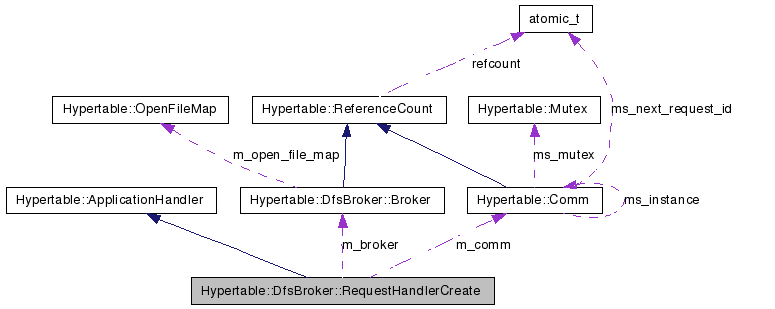 atomic_t
refcount
Hypertable::OpenFileMap
Hypertable::ReferenceCount
Hypertable::Mutex
ms_next_request_id
m_open_file_map
ms_mutex
Hypertable::ApplicationHandler
Hypertable::DfsBroker::Broker
Hypertable::Comm
ms_instance
m_broker
m_comm
Hypertable::DfsBroker::RequestHandlerCreate